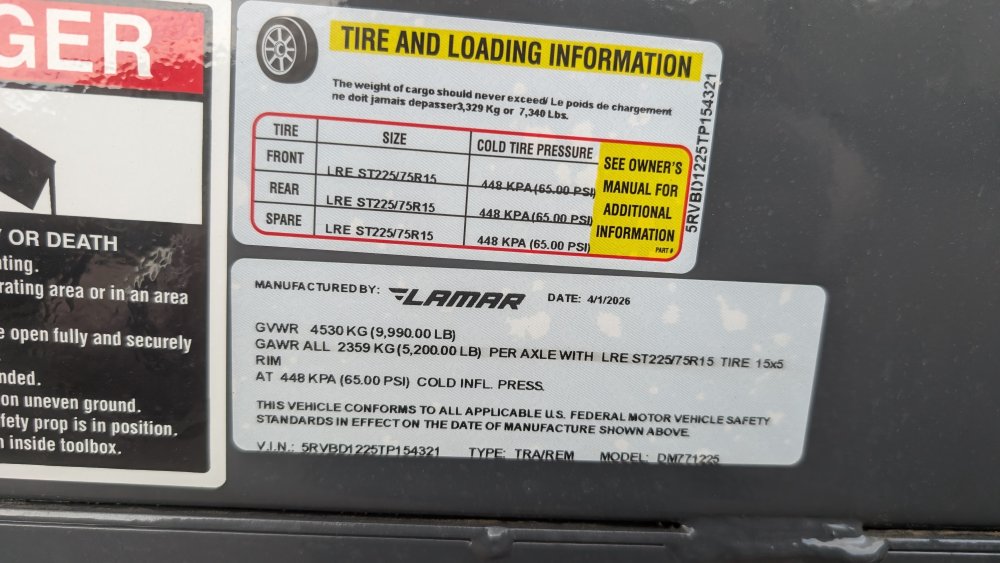 GER
Y OR DEATH
ating.
rating area or in an area
e open fully and securely
nded.
on uneven ground.
fety prop is in position.
inside toolbox.
TIRE AND LOADING INFORMATION
The weight of cargo should never exceed/ Le poids de chargement
ne doit jamais depasser3,329 Kg or 7,340 Lbs.
TIRE SIZE COLD TIRE PRESSURE
FRONT LRE ST225/75R15 448 KPA(65.00 PSI)
REAR LRE ST225/75R15 448 KPA (65.00 PSI)
SPARE LRE ST225/75R15 448 KPA (65.00 PSI)
SEE OWNER'S
MANUAL FOR
ADDITIONAL
INFORMATION
PART #
5RVBD1225TP154321
MANUFACTURED BY: LAMAR DATE: 4/1/2026
GVWR 4530 KG (9,990.00 LB)
GAWR ALL 2359 KG (5,200.00 LB) PER AXLE WITH LRE ST225/75R15 TIRE 15x5
RIM
AT 448 KPA (65.00 PSI) COLD INFL. PRESS.
THIS VEHICLE CONFORMS TO ALL APPLICABLE U.S. FEDERAL MOTOR VEHICLE SAFETY
STANDARDS IN EFFECT ON THE DATE OF MANUFACTURE SHOWN ABOVE.
V.I.N.: 5RVBD1225TP154321 TYPE: TRA/REM MODEL: DM771225